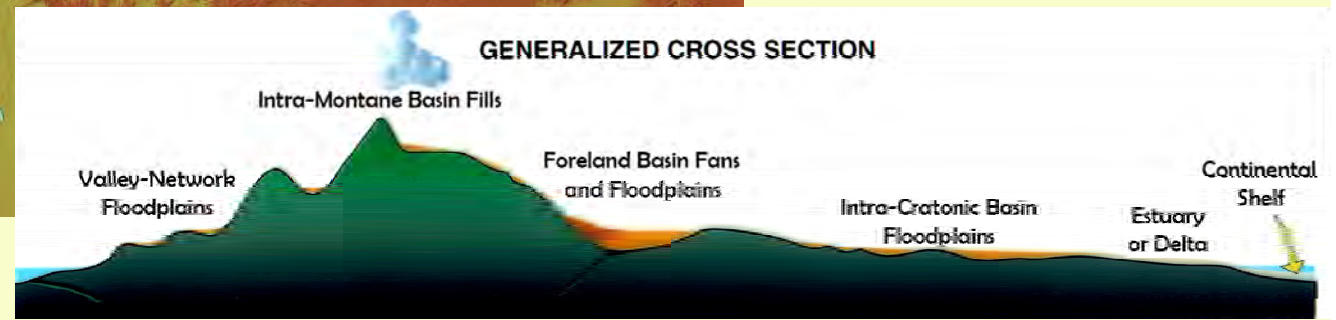 GENERALIZED CROSS SECTION
Intra-Montane Basin Fills
Valley-Network
Floodplains
Foreland Basin Fans
and Floodplains
Intra-Cratonic Basin
Floodplains
Estuary
or Delta
Continental
Shelf